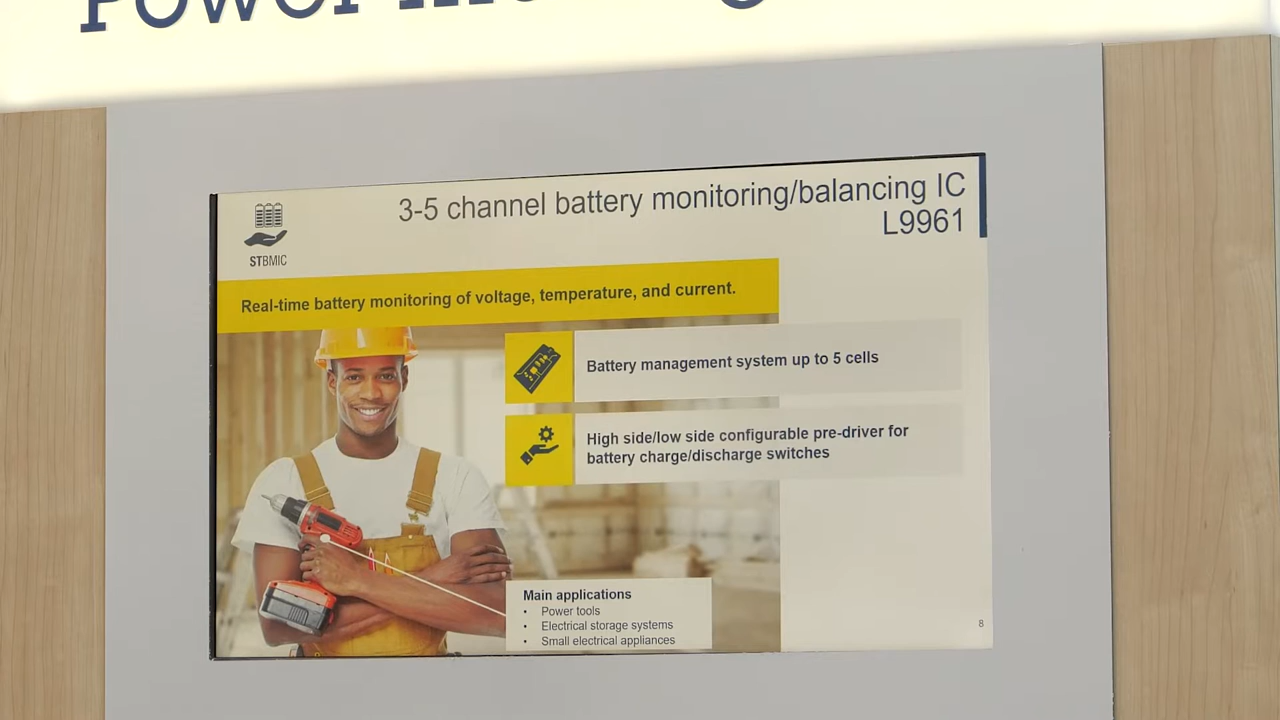 Power
3-5 channel battery monitoring/balancing IC
L9961
STBMIC
Real-time battery monitoring of voltage, temperature, and current.
Battery management system up to 5 cells
High side/low side configurable pre-driver for
battery charge/discharge switches
Main applications
• Power tools
• Electrical storage systems
• Small electrical appliances
8